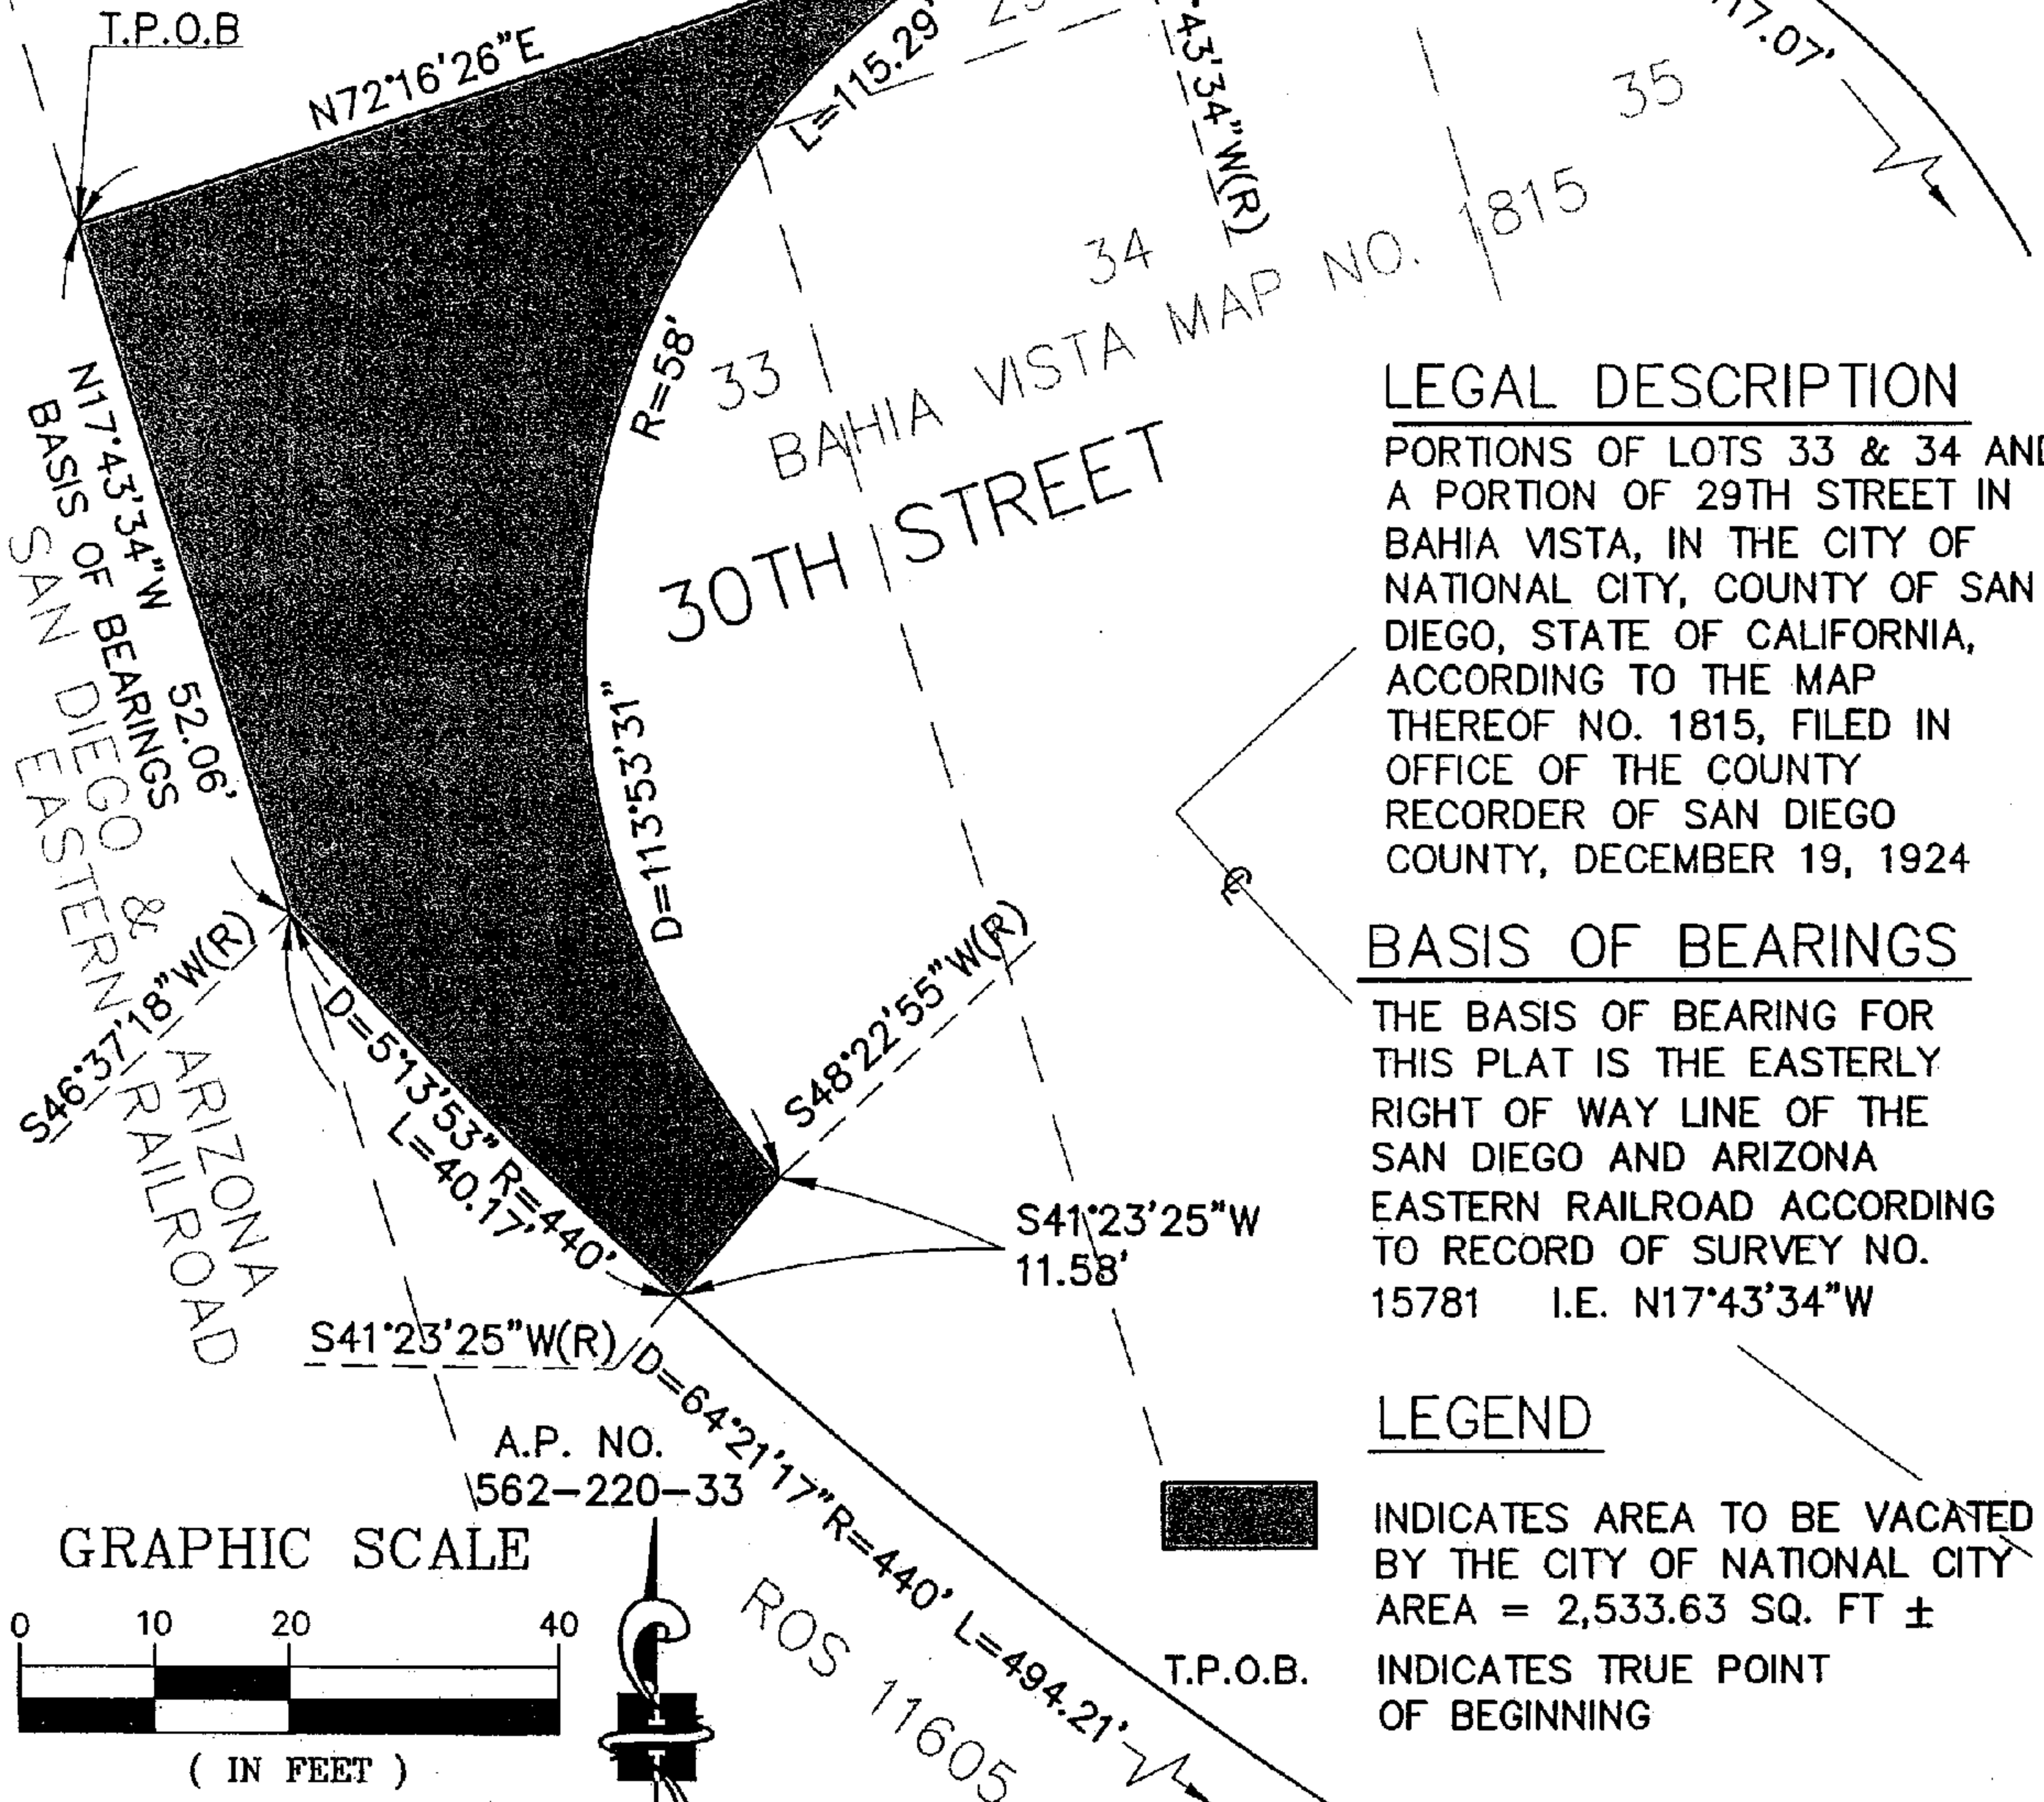 T.P.O.B
N72°16'26"E
L=115.29'
43'34"W(R)
17.07'
35
34
33
BAHIA VISTA MAP NO. 1815
R=58'
30TH STREET
N17°43'34"W 52.06'
BASIS OF BEARINGS
SAN DIEGO & ARIZONA
EASTERN RAILROAD
D=113°53'31"
S46°37'18"W(R)
D=5°13'53" R=440'
L=40.17'
S48°22'55"W(R)
S41°23'25"W
11.58'
S41°23'25"W(R)
D=64°21'17" R=440' L=494.21'
A.P. NO.
562-220-33
ROS 11605
GRAPHIC SCALE
0 10 20 40
( IN FEET )
LEGAL DESCRIPTION
PORTIONS OF LOTS 33 & 34 AND
A PORTION OF 29TH STREET IN
BAHIA VISTA, IN THE CITY OF
NATIONAL CITY, COUNTY OF SAN
DIEGO, STATE OF CALIFORNIA,
ACCORDING TO THE MAP
THEREOF NO. 1815, FILED IN
OFFICE OF THE COUNTY
RECORDER OF SAN DIEGO
COUNTY, DECEMBER 19, 1924
BASIS OF BEARINGS
THE BASIS OF BEARING FOR
THIS PLAT IS THE EASTERLY
RIGHT OF WAY LINE OF THE
SAN DIEGO AND ARIZONA
EASTERN RAILROAD ACCORDING
TO RECORD OF SURVEY NO.
15781 I.E. N17°43'34"W
LEGEND
INDICATES AREA TO BE VACATED
BY THE CITY OF NATIONAL CITY
AREA = 2,533.63 SQ. FT ±
T.P.O.B. INDICATES TRUE POINT
OF BEGINNING